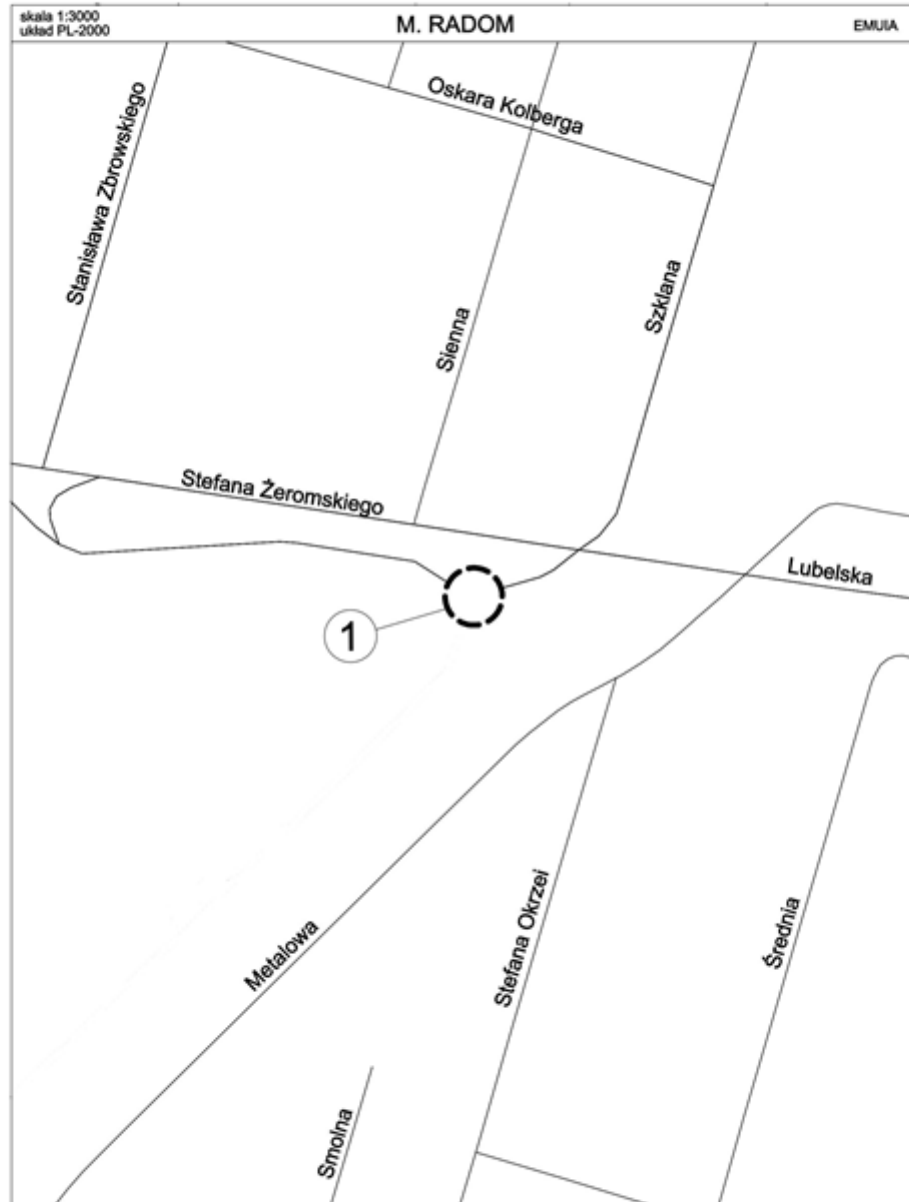 skala 1:3000
układ PL-2000
M. RADOM
EMUIA
Oskara Kolberga
Stanisława Zbrowskiego
Szklana
Sienna
Stefana Żeromskiego
Lubelska
1
Metalowa
Stefana Okrzei
Średnia
Smolna